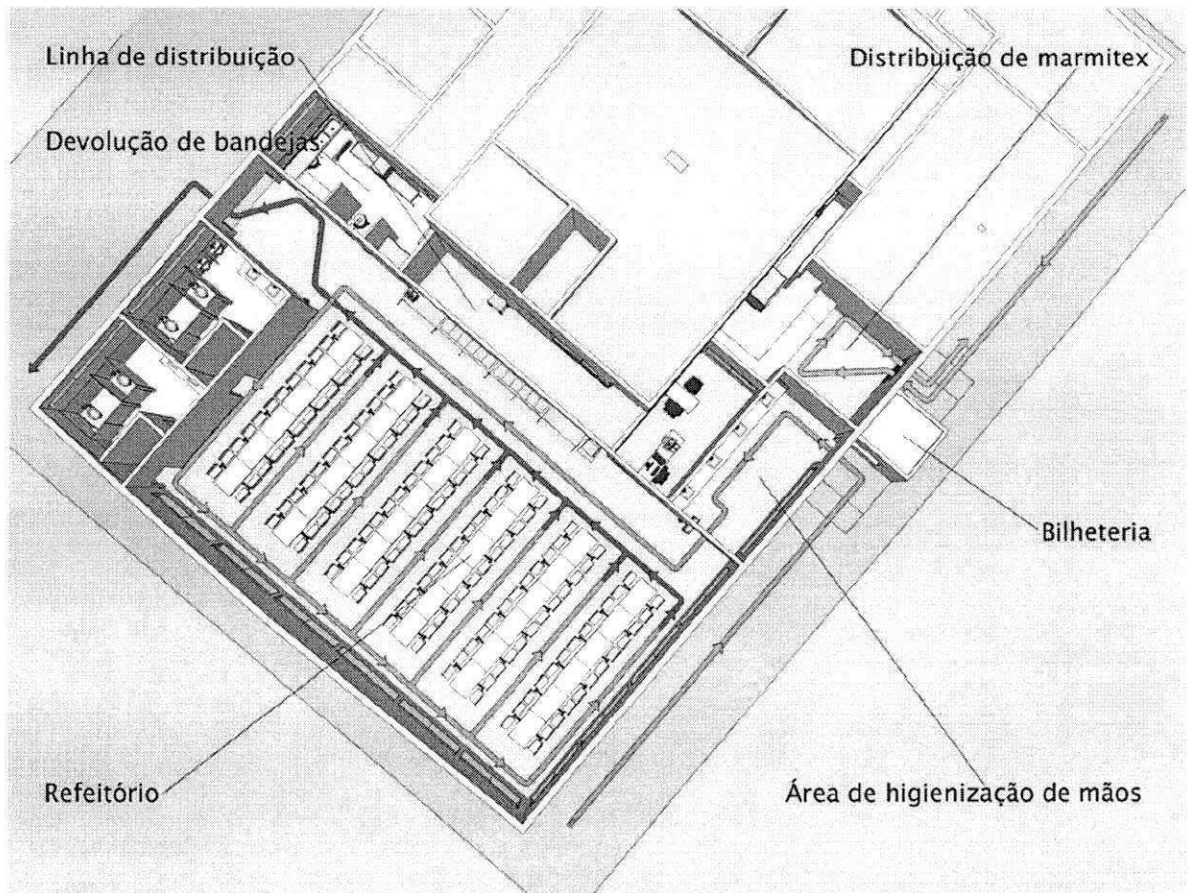 Linha de distribuição
Distribuição de marmitex
Devolução de bandejas
Bilheteria
Refeitório
Área de higienização de mãos